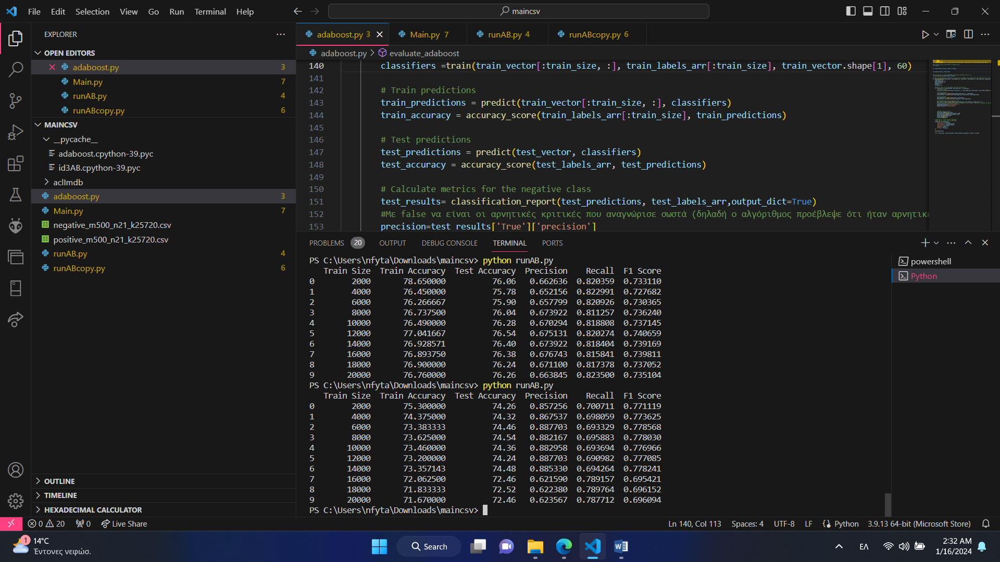 File Edit Selection View Go Run Terminal Help
maincsv
EXPLORER
OPEN EDITORS
adaboost.py 3
Main.py 7
runAB.py 4
runABcopy.py 6
MAINCSV
__pycache__
adaboost.cpython-39.pyc
id3AB.cpython-39.pyc
aclImdb
adaboost.py 3
Main.py 7
negative_m500_n21_k25720.csv
positive_m500_n21_k25720.csv
runAB.py 4
runABcopy.py 6
OUTLINE
TIMELINE
HEXADECIMAL CALCULATOR
adaboost.py 3 Main.py 7 runAB.py 4 runABcopy.py 6
adaboost.py > evaluate_adaboost
140 classifiers =train(train_vector[:train_size, :], train_labels_arr[:train_size], train_vector.shape[1], 60)
141
142 # Train predictions
143 train_predictions = predict(train_vector[:train_size, :], classifiers)
144 train_accuracy = accuracy_score(train_labels_arr[:train_size], train_predictions)
145
146 # Test predictions
147 test_predictions = predict(test_vector, classifiers)
148 test_accuracy = accuracy_score(test_labels_arr, test_predictions)
149
150 # Calculate metrics for the negative class
151 test_results= classification_report(test_predictions, test_labels_arr,output_dict=True)
152 #Με false να είναι οι αρνητικές κριτικές που αναγνώρισε σωστά (δηλαδή ο αλγόριθμος προέβλεψε ότι ήταν αρνητικέ
153 precision=test_results['True']['precision']
PROBLEMS 20 OUTPUT DEBUG CONSOLE TERMINAL PORTS
PS C:\Users\nfyta\Downloads\maincsv> python runAB.py
Train Size Train Accuracy Test Accuracy Precision Recall F1 Score
0 2000 78.650000 76.06 0.662636 0.820359 0.733110
1 4000 76.450000 75.78 0.652156 0.822991 0.727682
2 6000 76.266667 75.90 0.657799 0.820926 0.730365
3 8000 76.737500 76.04 0.673922 0.811257 0.736240
4 10000 76.490000 76.28 0.670294 0.818808 0.737145
5 12000 77.041667 76.54 0.675131 0.820274 0.740659
6 14000 76.928571 76.40 0.673922 0.818404 0.739169
7 16000 76.893750 76.38 0.676743 0.815841 0.739811
8 18000 76.900000 76.24 0.671100 0.817378 0.737052
9 20000 76.760000 76.26 0.663845 0.823500 0.735104
PS C:\Users\nfyta\Downloads\maincsv> python runAB.py
Train Size Train Accuracy Test Accuracy Precision Recall F1 Score
0 2000 75.300000 74.26 0.857256 0.700711 0.771119
1 4000 74.375000 74.32 0.867537 0.698059 0.773625
2 6000 73.383333 74.46 0.887703 0.693329 0.778568
3 8000 73.625000 74.54 0.882167 0.695883 0.778030
4 10000 73.460000 74.36 0.882958 0.693694 0.776966
5 12000 73.200000 74.24 0.887703 0.690982 0.777085
6 14000 73.357143 74.48 0.885330 0.694264 0.778241
7 16000 72.062500 72.46 0.621590 0.789157 0.695421
8 18000 71.833333 72.52 0.622380 0.789764 0.696152
9 20000 71.670000 72.46 0.623567 0.787712 0.696094
PS C:\Users\nfyta\Downloads\maincsv>
powershell
Python
0 20 0 Live Share
Ln 140, Col 113 Spaces: 4 UTF-8 LF Python 3.9.13 64-bit (Microsoft Store)
1
14°C
Έντονες νεφώσ.
Search
ΕΛ
2:32 AM
1/16/2024